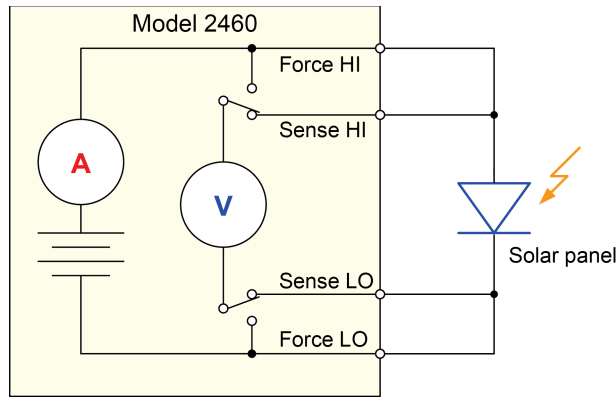 Model 2460
Force HI
Sense HI
A
V
Solar panel
Sense LO
Force LO